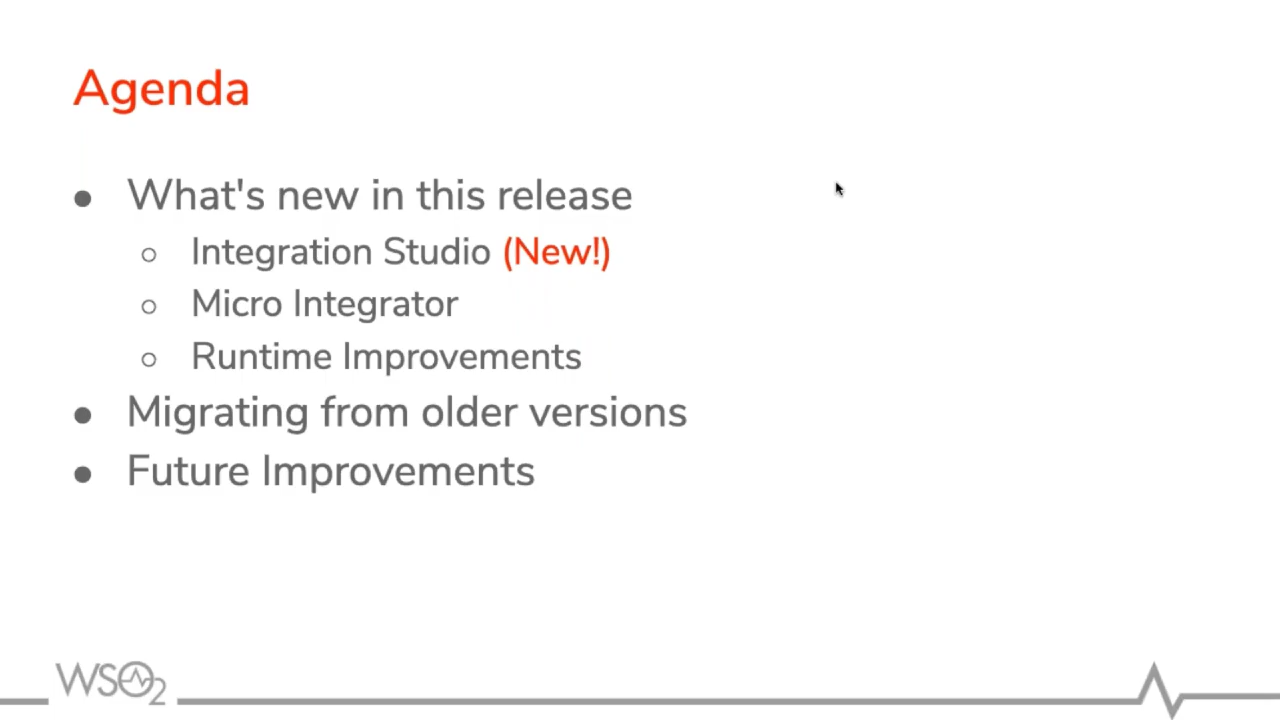 Agenda
● What's new in this release
○ Integration Studio (New!)
○ Micro Integrator
○ Runtime Improvements
● Migrating from older versions
● Future Improvements
WSO2